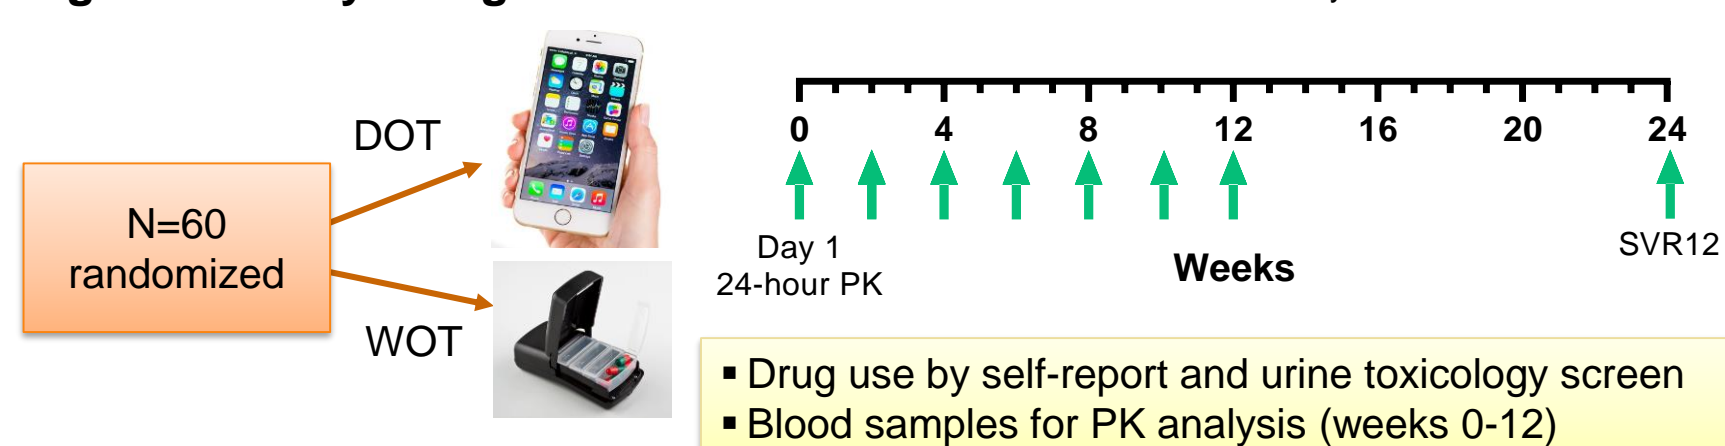 DOT
N=60
randomized
WOT
0 4 8 12 16 20 24
Day 1
24-hour PK
Weeks
SVR12
▪ Drug use by self-report and urine toxicology screen
▪ Blood samples for PK analysis (weeks 0-12)